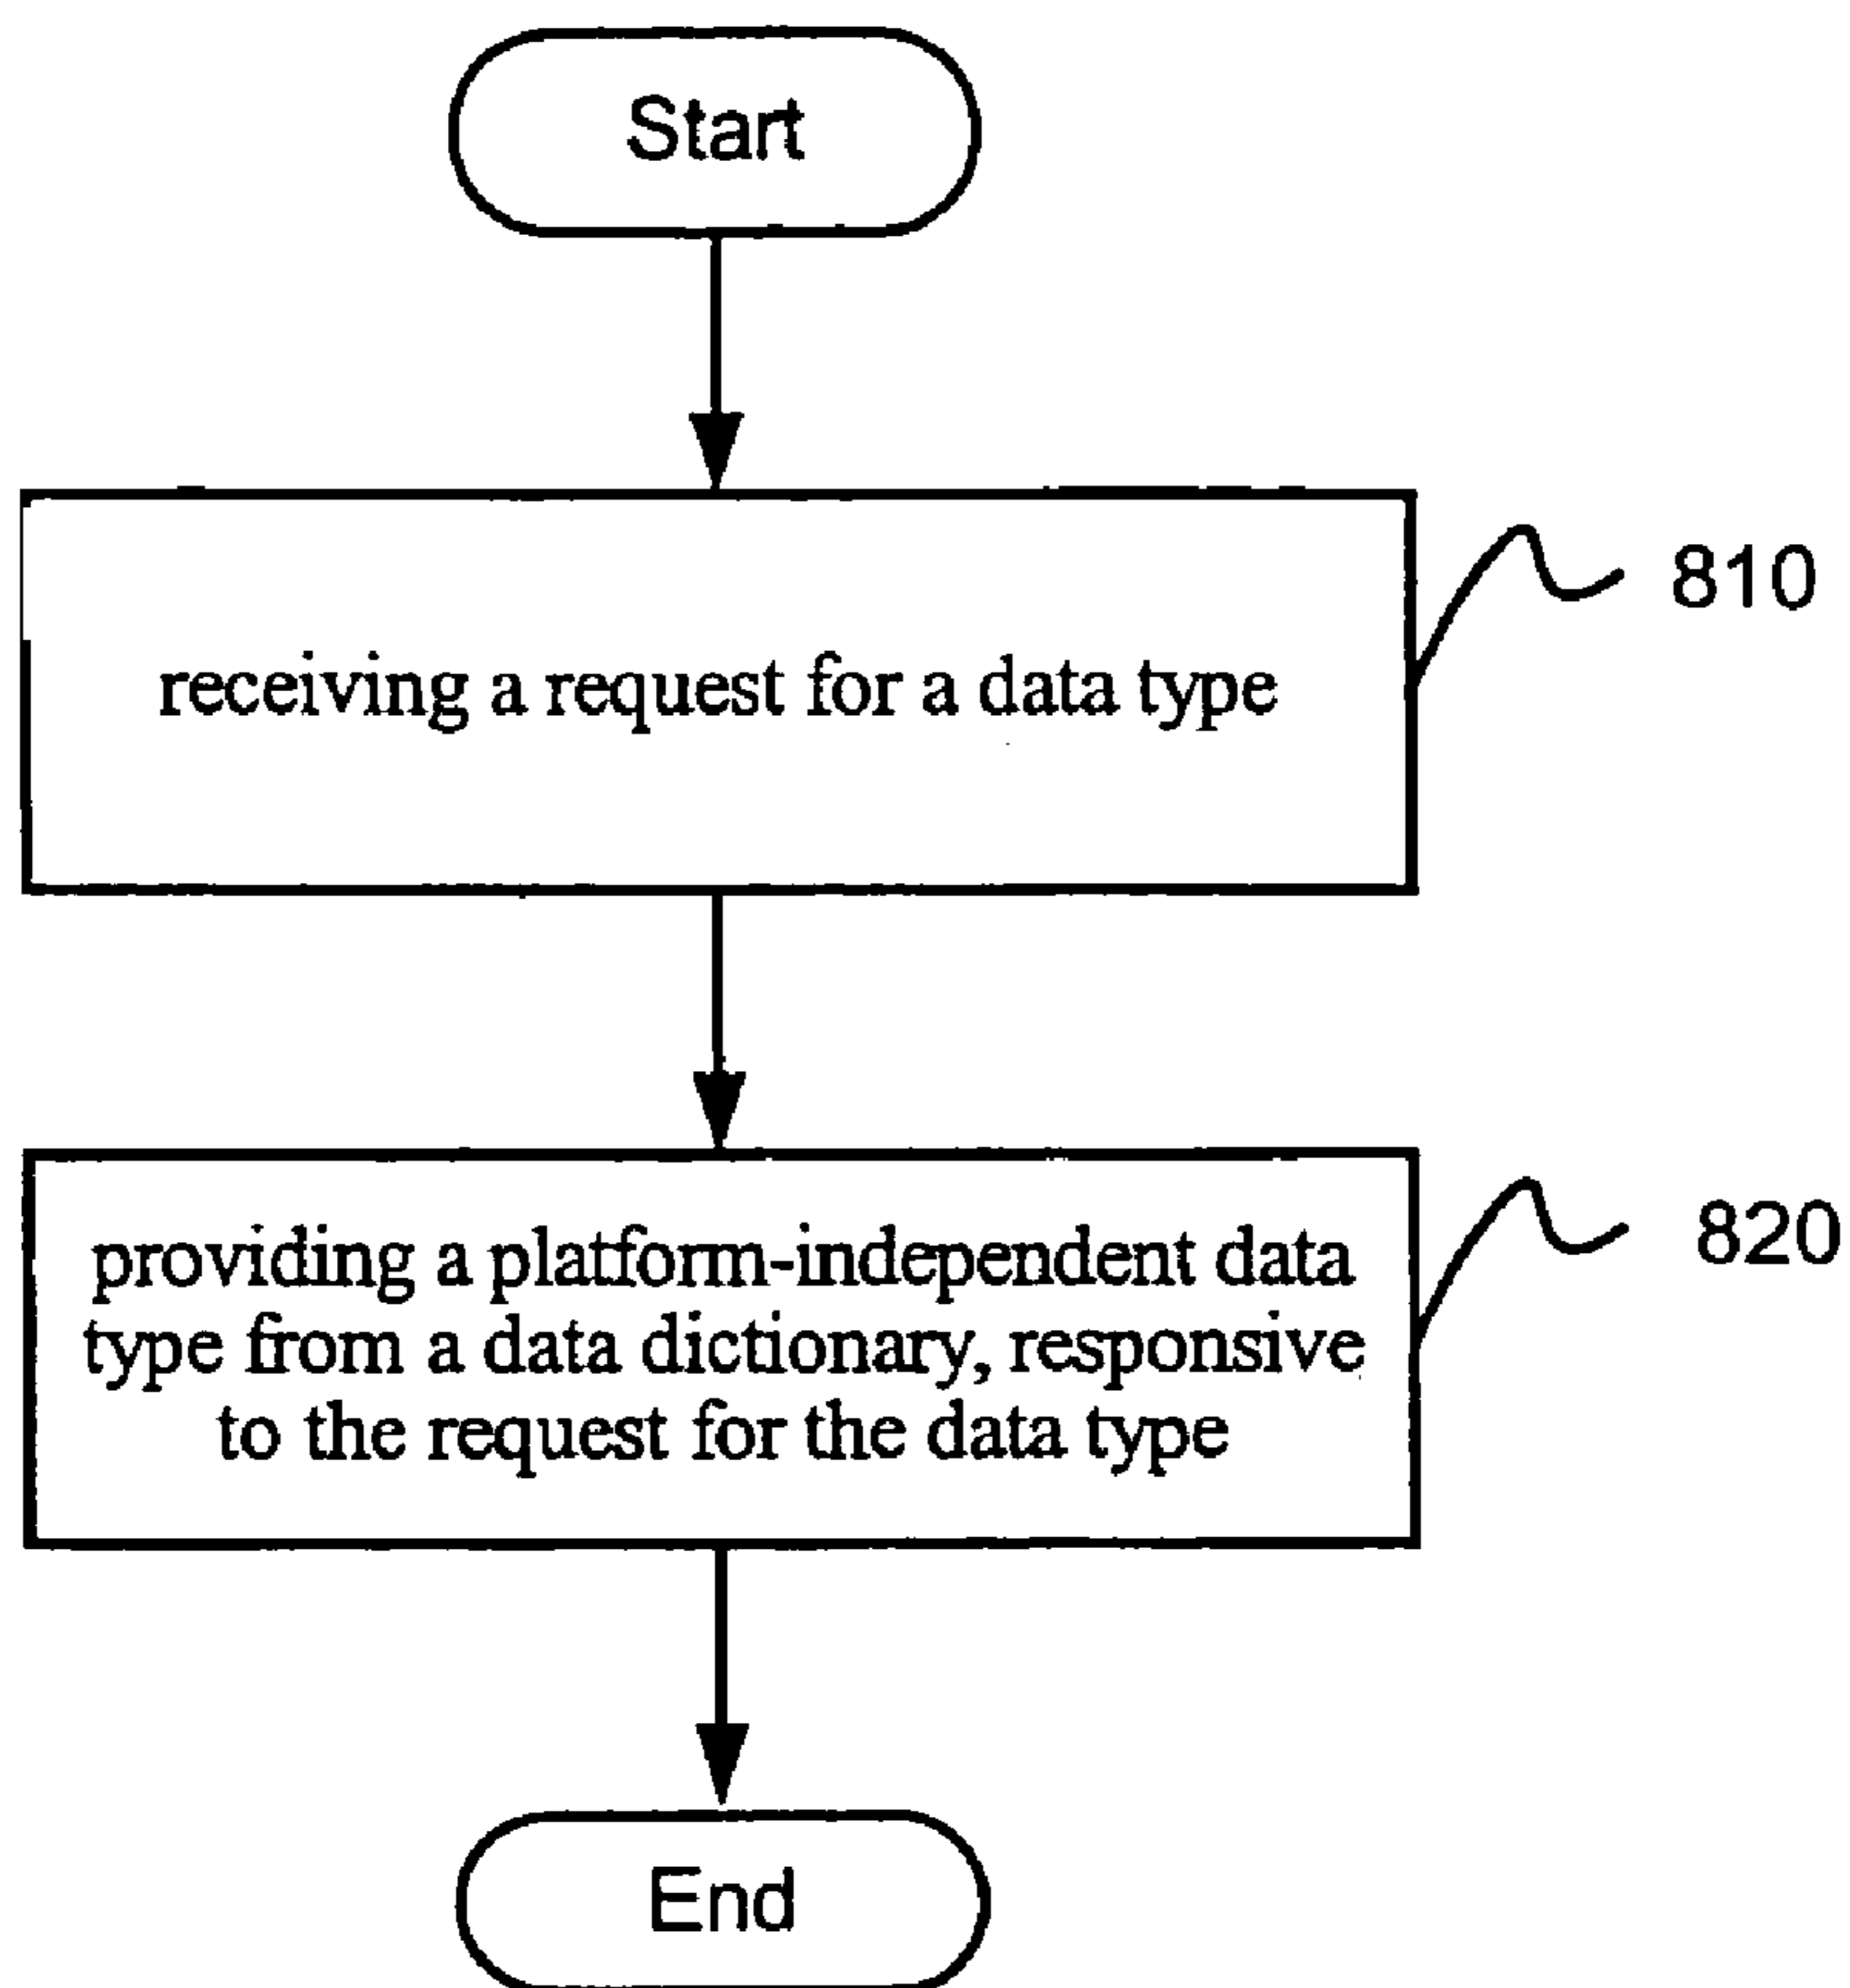 Start
810
receiving a request for a data type
820
providing a platform-independent data
type from a data dictionary, responsive
to the request for the data type
End